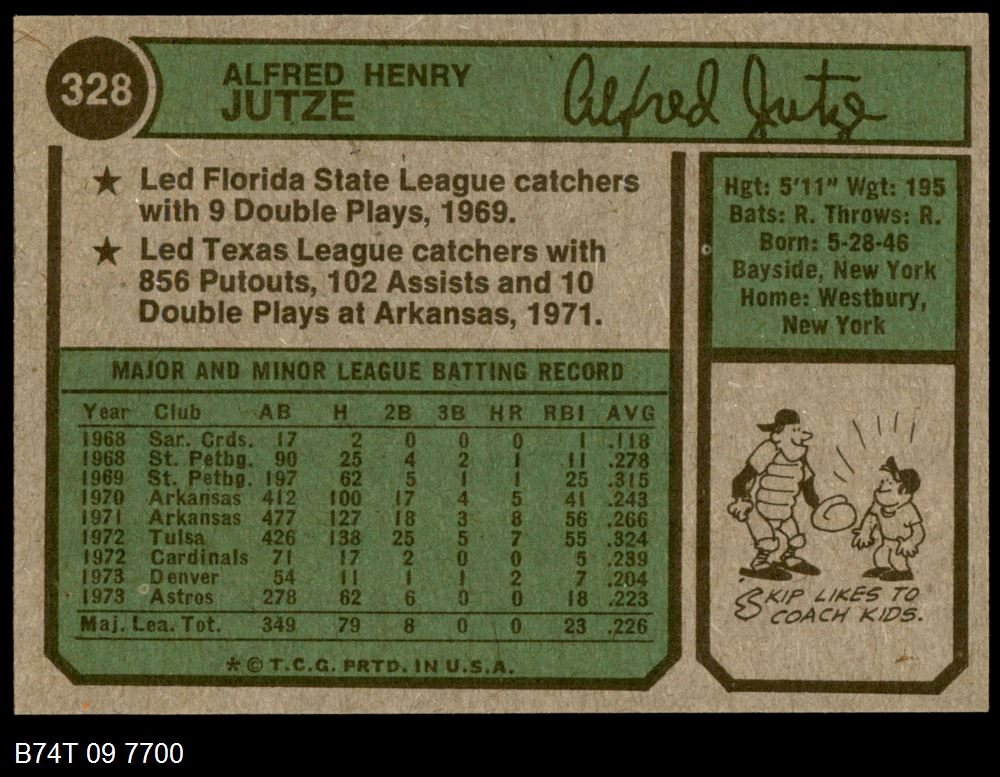 328
ALFRED HENRY
JUTZE
Alfred Jutze
★ Led Florida State League catchers
with 9 Double Plays, 1969.
★ Led Texas League catchers with
856 Putouts, 102 Assists and 10
Double Plays at Arkansas, 1971.
Hgt: 5'11" Wgt: 195
Bats: R. Throws: R.
Born: 5-28-46
Bayside, New York
Home: Westbury,
New York
MAJOR AND MINOR LEAGUE BATTING RECORD
Year Club AB H 2B 3B HR RBI AVG
1968 Sar. Crds. 17 2 0 0 0 1 .118
1968 St. Petbg. 90 25 4 2 1 11 .278
1969 St. Petbg. 197 62 5 1 1 25 .315
1970 Arkansas 412 100 17 4 5 41 .243
1971 Arkansas 477 127 18 3 8 56 .266
1972 Tulsa 426 138 25 5 7 55 .324
1972 Cardinals 71 17 2 0 0 5 .239
1973 Denver 54 11 1 1 2 7 .204
1973 Astros 278 62 6 0 0 18 .223
Maj. Lea. Tot. 349 79 8 0 0 23 .226
* © T.C.G. PRTD. IN U.S.A.
SKIP LIKES TO
COACH KIDS.
B74T 09 7700